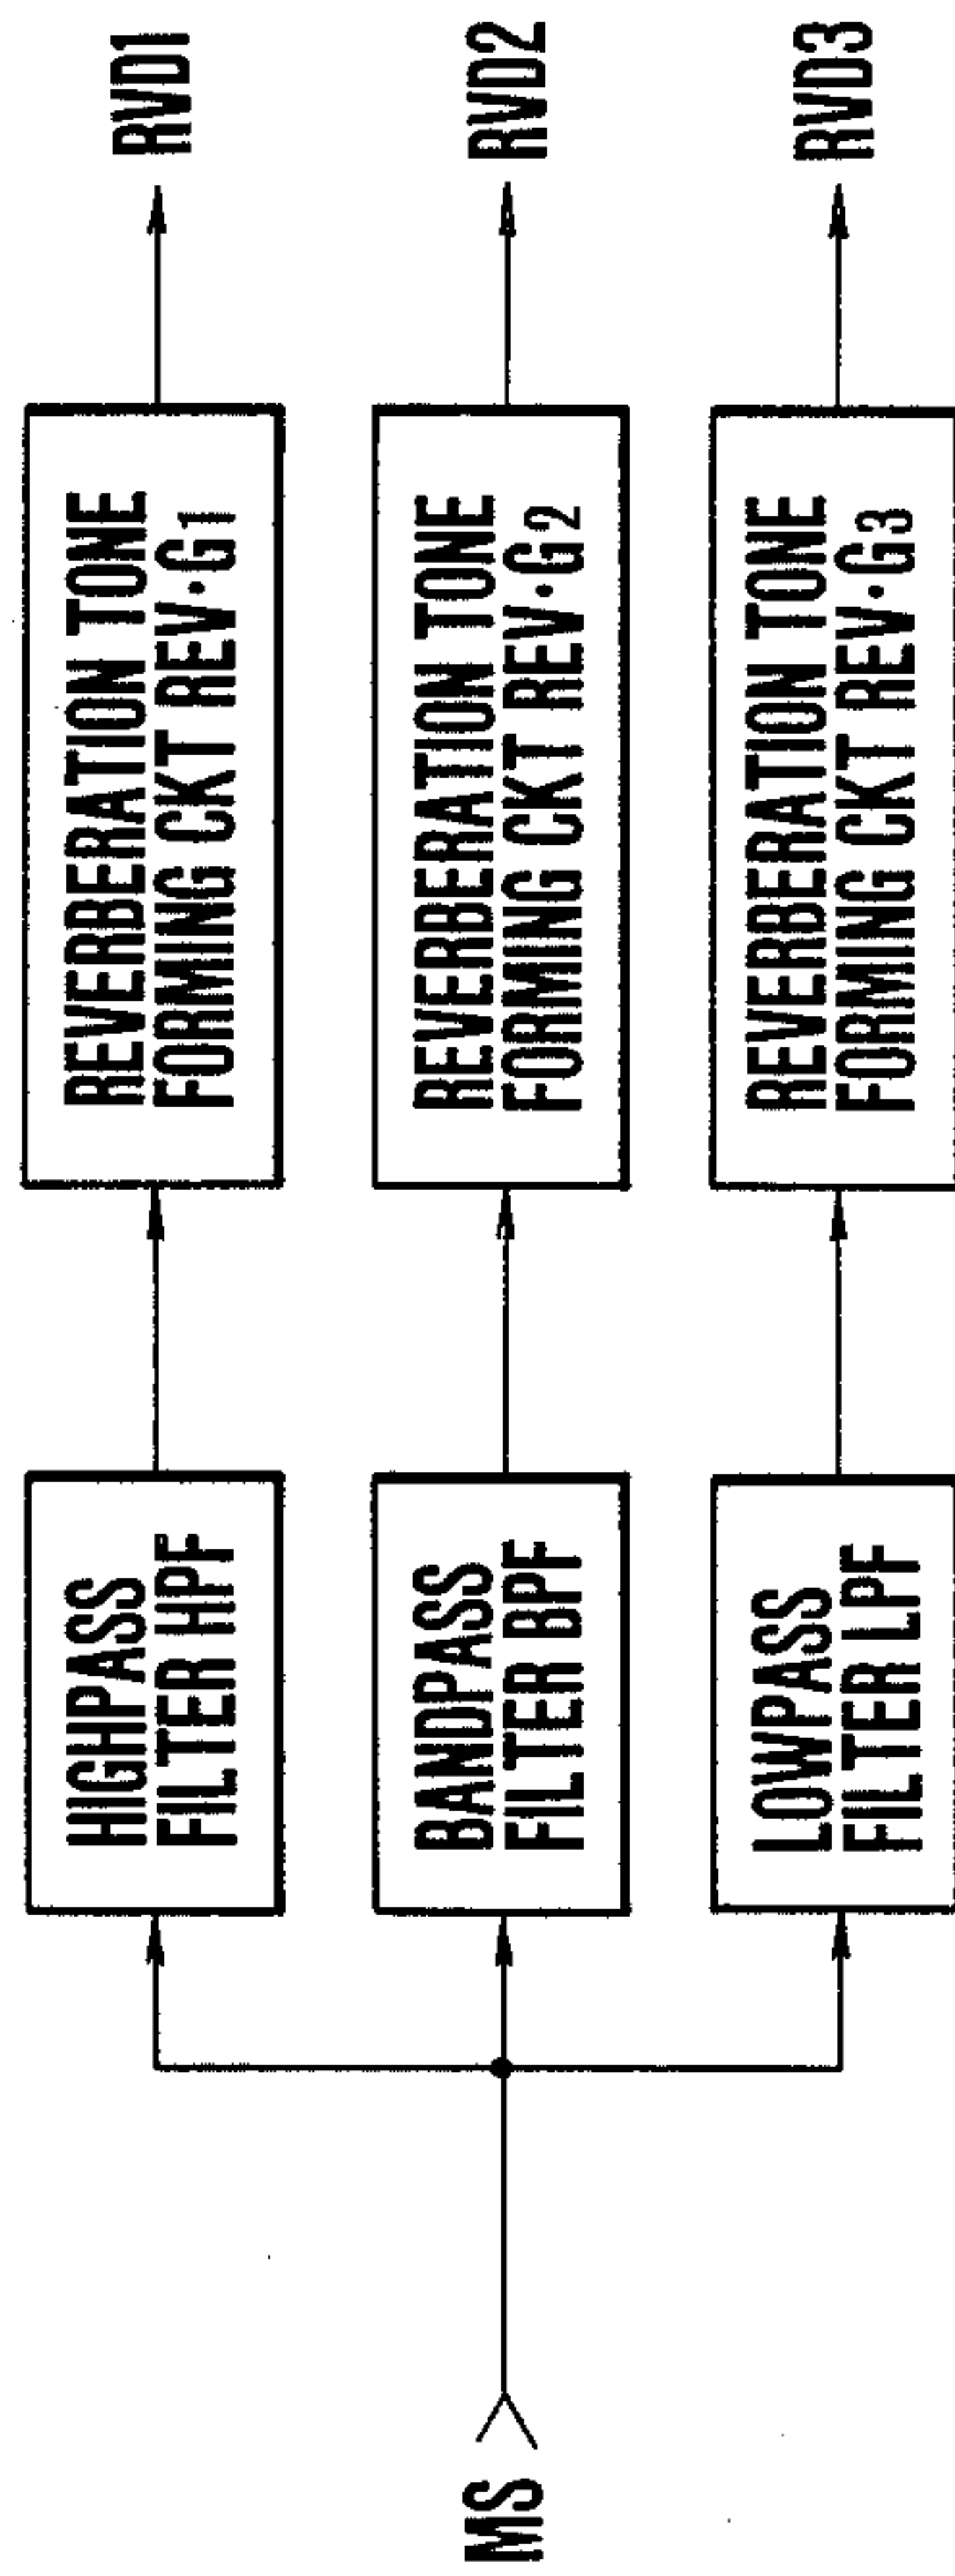 MS
HIGHPASS
FILTER HPF
REVERBERATION TONE
FORMING CKT REV·G1
RVD1
BANDPASS
FILTER BPF
REVERBERATION TONE
FORMING CKT REV·G2
RVD2
LOWPASS
FILTER LPF
REVERBERATION TONE
FORMING CKT REV·G3
RVD3